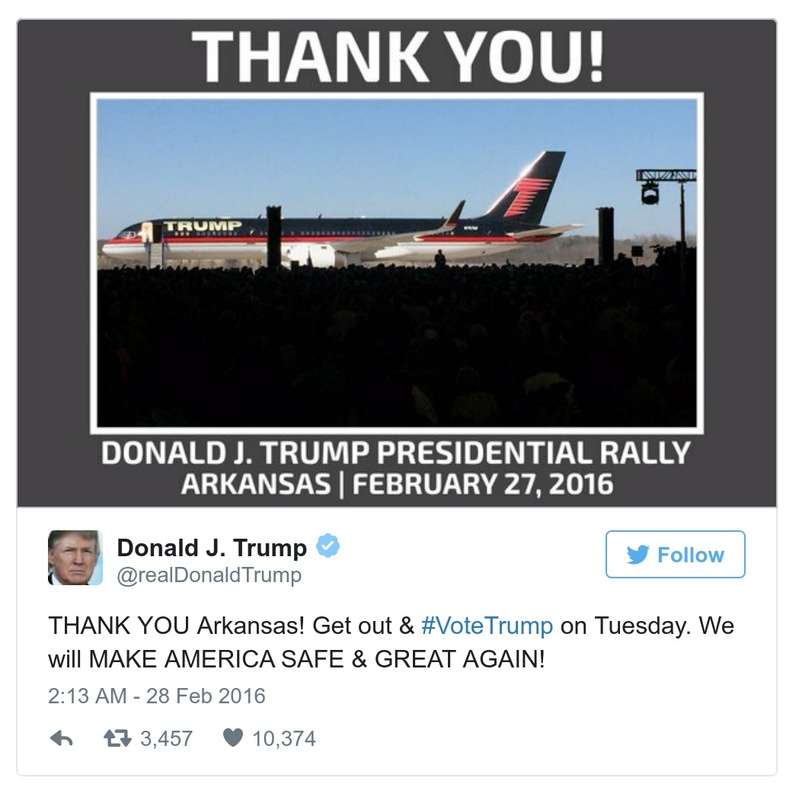 THANK YOU!
TRUMP
DONALD J. TRUMP PRESIDENTIAL RALLY
ARKANSAS | FEBRUARY 27, 2016
Donald J. Trump
Follow
@realDonaldTrump
THANK YOU Arkansas! Get out & #VoteTrump on Tuesday. We
will MAKE AMERICA SAFE & GREAT AGAIN!
2:13 AM - 28 Feb 2016
3,457 10,374